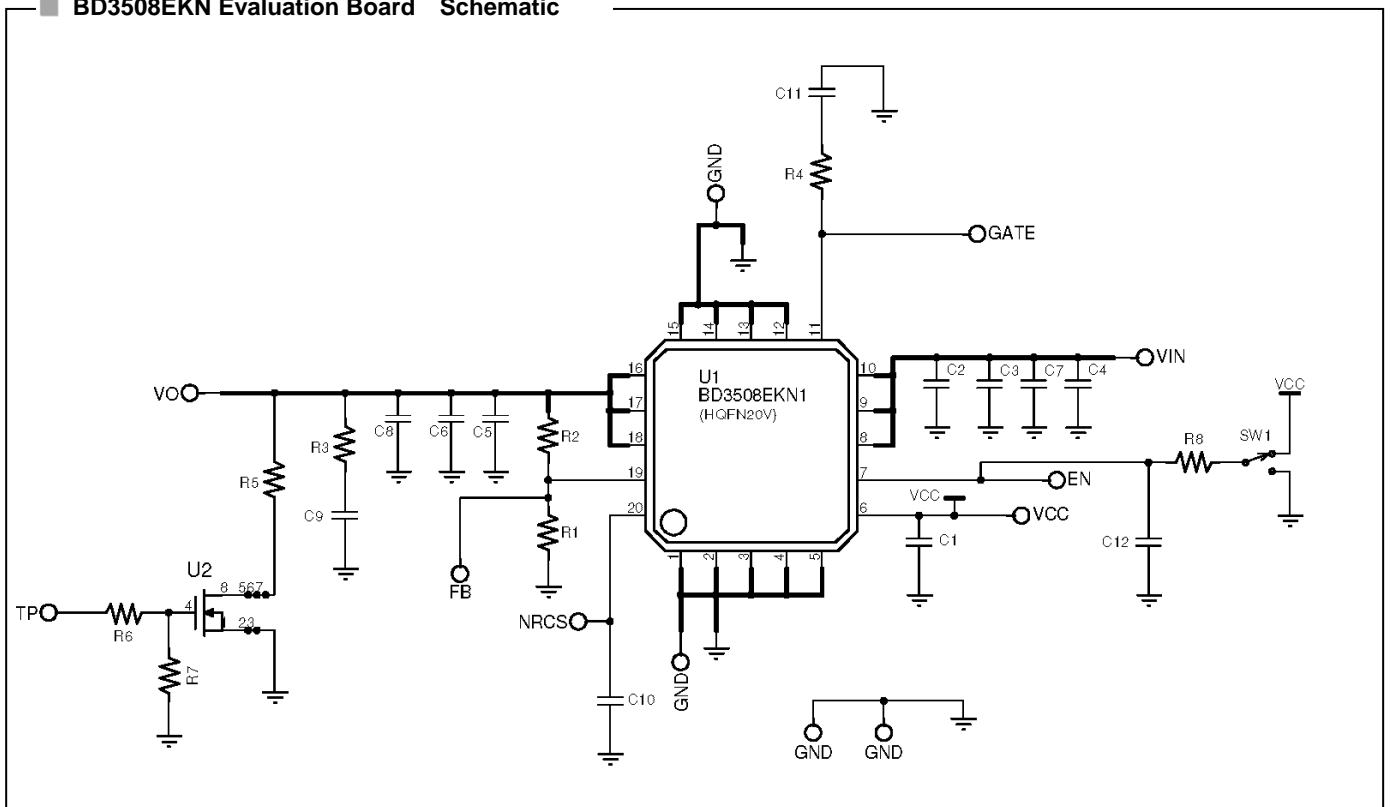 BD3508EKN Evaluation Board Schematic
C11
R4
GND
GATE
15
14
13
12
11
VO
R3
C8
C6
C5
R2
16
17
18
19
20
U1
BD3508EKN1
(HQFN20V)
10
9
8
7
6
C2
C3
C7
C4
VIN
VCC
R8
SW1
EN
VCC
VCC
C1
C12
R5
C9
R1
FB
U2
8
567
4
23
TP
R6
R7
NRCS
C10
1
2
3
4
5
GND
GND
GND